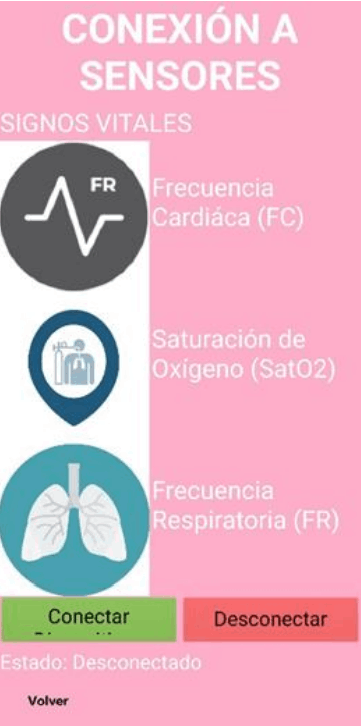 CONEXIÓN A
SENSORES
SIGNOS VITALES
FR
Frecuencia
Cardiáca (FC)
Saturación de
Oxígeno (SatO2)
Frecuencia
Respiratoria (FR)
Conectar
Desconectar
Estado: Desconectado
Volver